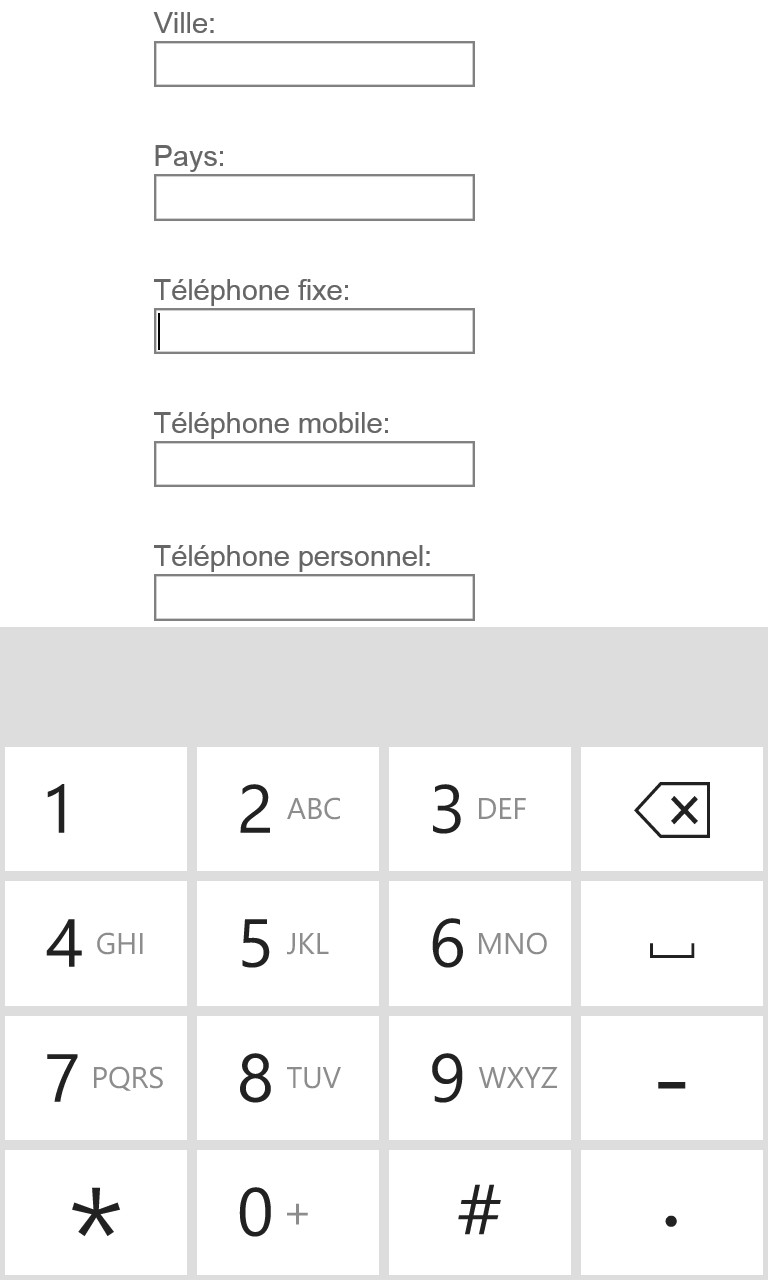 Ville:
Pays:
Téléphone fixe:
Téléphone mobile:
Téléphone personnel:
1 2 ABC 3 DEF
4 GHI 5 JKL 6 MNO
7 PQRS 8 TUV 9 WXYZ -
* 0 + # .